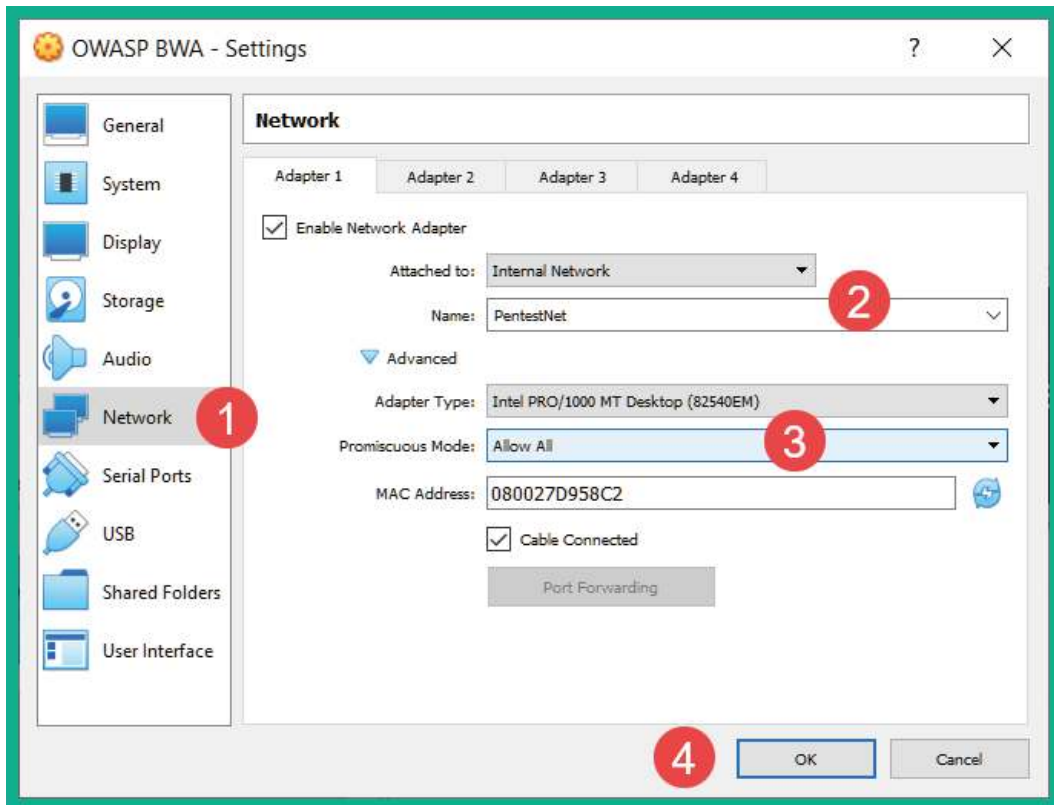 OWASP BWA - Settings
?
General
System
Display
Storage
Audio
Network
1
Serial Ports
USB
Shared Folders
User Interface
Network
Adapter 1
Adapter 2
Adapter 3
Adapter 4
Enable Network Adapter
Attached to: Internal Network
2
Name: PentestNet
Advanced
Adapter Type: Intel PRO/1000 MT Desktop (82540EM)
Promiscuous Mode: Allow All
3
MAC Address: 080027D958C2
Cable Connected
Port Forwarding
4
OK
Cancel